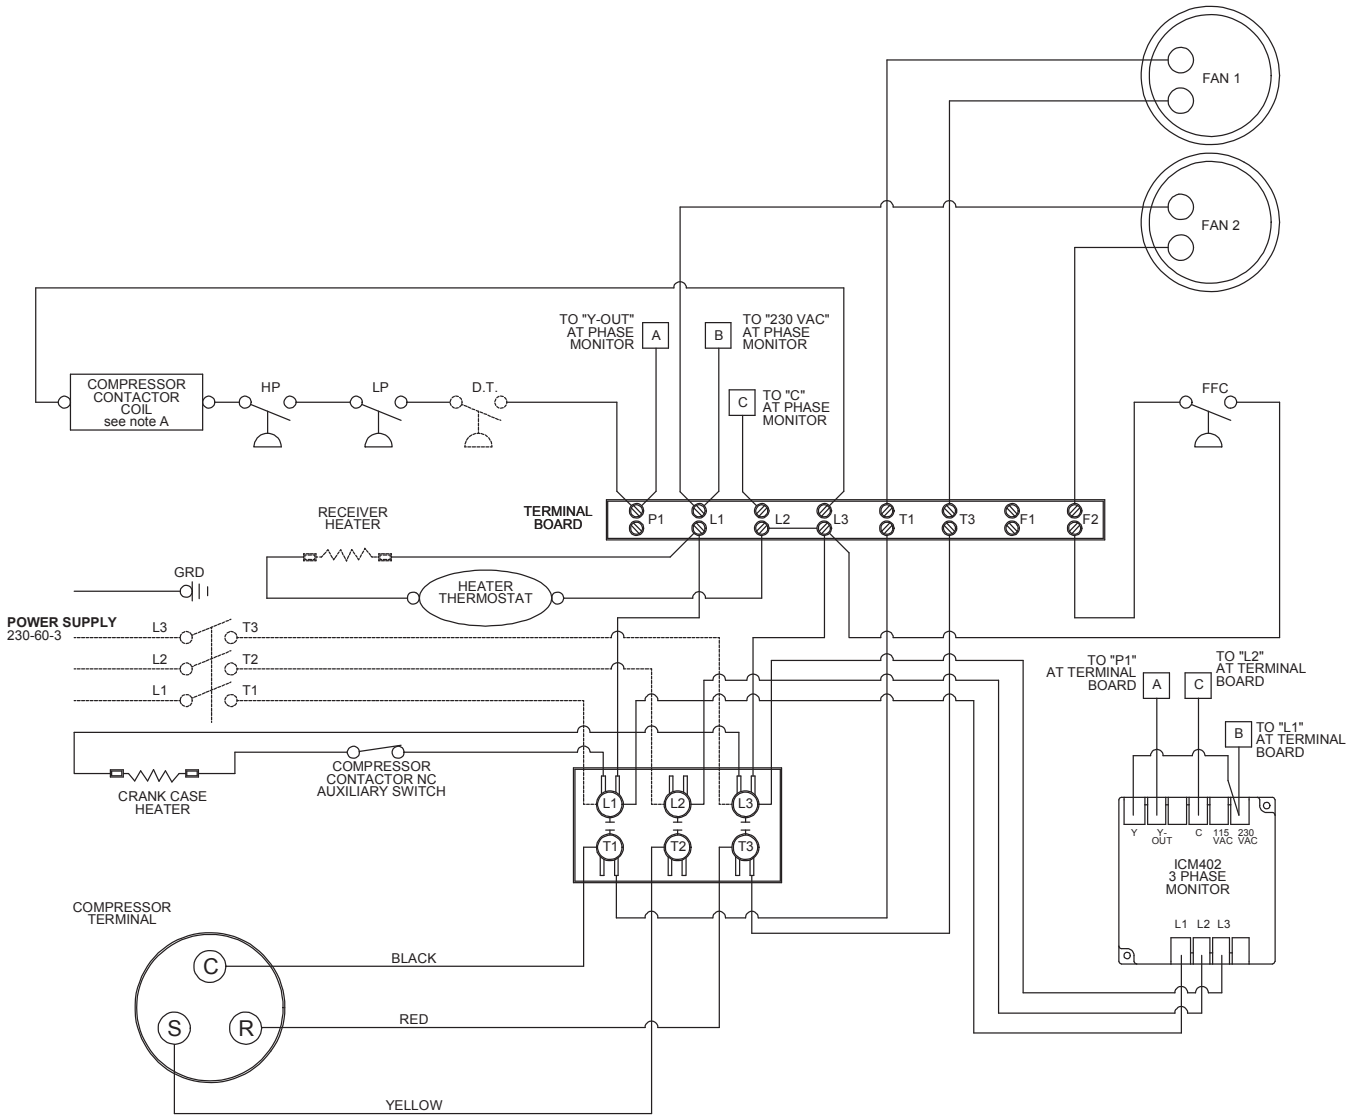 FAN 1
FAN 2
TO "Y-OUT"
AT PHASE
MONITOR
A
B
TO "230 VAC"
AT PHASE
MONITOR
C
TO "C"
AT PHASE
MONITOR
COMPRESSOR
CONTACTOR
COIL
see note A
HP
LP
D.T.
FFC
RECEIVER
HEATER
TERMINAL
BOARD
P1
L1
L2
L3
T1
T3
F1
F2
HEATER
THERMOSTAT
GRD
POWER SUPPLY
230-60-3
L3
T3
L2
T2
L1
T1
TO "P1"
AT TERMINAL
BOARD
A
C
TO "L2"
AT TERMINAL
BOARD
B
TO "L1"
AT TERMINAL
BOARD
CRANK CASE
HEATER
COMPRESSOR
CONTACTOR NC
AUXILIARY SWITCH
L1
L2
L3
T1
T2
T3
Y
Y-
OUT
C
115
VAC
230
VAC
ICM402
3 PHASE
MONITOR
L1 L2 L3
COMPRESSOR
TERMINAL
C
S
R
BLACK
RED
YELLOW